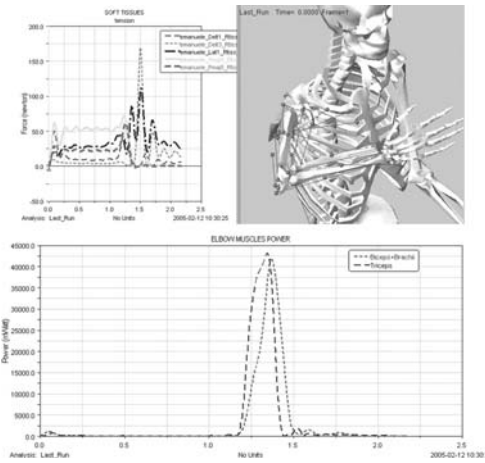 SOFT TISSUES
tension
200.0
150.0
100.0
50.0
0.0
-50.0
Force (newton)
0.0 0.5 1.0 1.5 2.0 2.5
Analysis: Last_Run No Units 2005-02-12 10:30:25
Last_Run Time= 0.0000 Frame=1
ELBOW MUSCLES POWER
45000.0
40000.0
35000.0
30000.0
25000.0
20000.0
15000.0
10000.0
5000.0
0.0
Power (mWatt)
Triceps
0.0 0.5 1.0 1.5 2.0 2.5
Analysis: Last_Run No Units 2005-02-12 10:30